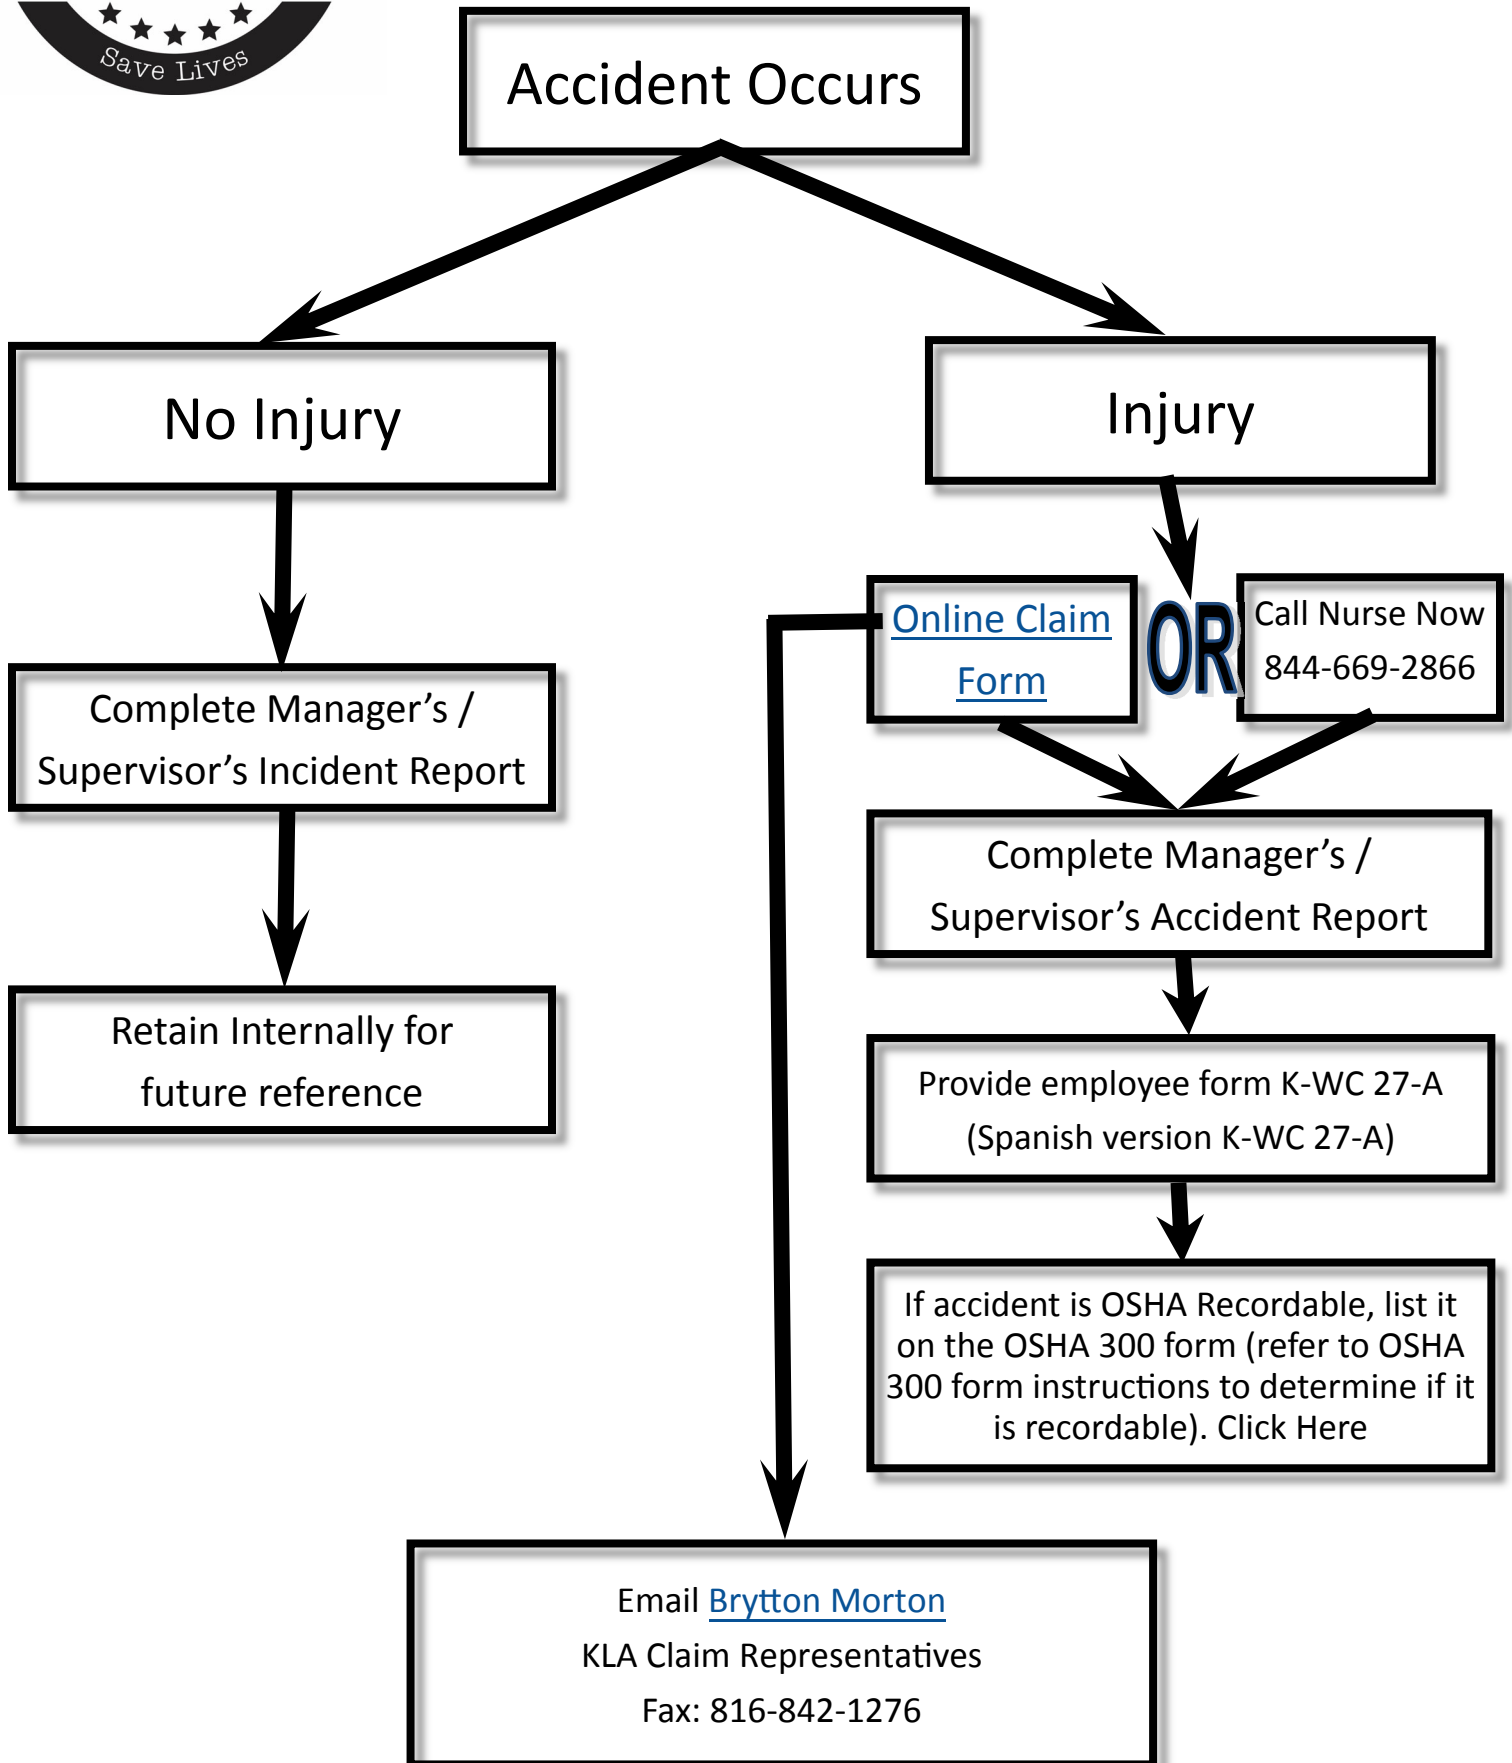 Save Lives
Accident Occurs
No Injury
Injury
Online Claim
Form
OR
Call Nurse Now
844-669-2866
Complete Manager’s /
Supervisor’s Incident Report
Complete Manager’s /
Supervisor’s Accident Report
Retain Internally for
future reference
Provide employee form K-WC 27-A
(Spanish version K-WC 27-A)
If accident is OSHA Recordable, list it
on the OSHA 300 form (refer to OSHA
300 form instructions to determine if it
is recordable). Click Here
Email Brytton Morton
KLA Claim Representatives
Fax: 816-842-1276